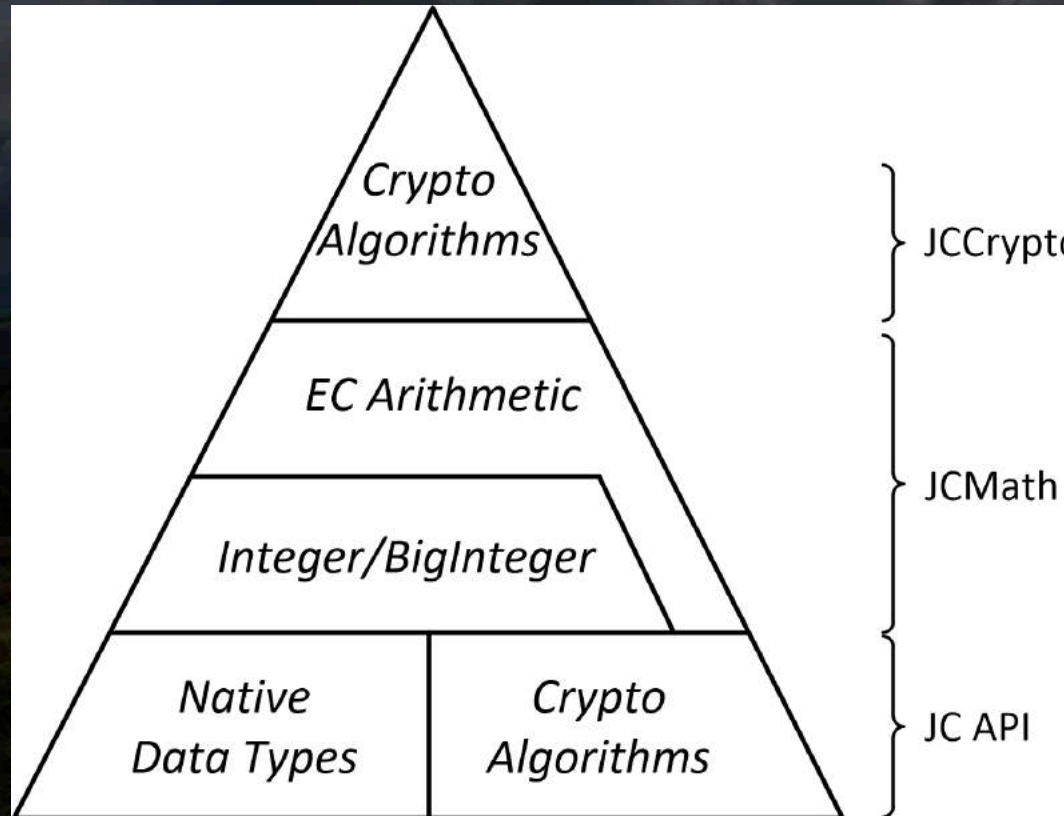 Crypto
Algorithms
JCCrypto
EC Arithmetic
JCMath
Integer/BigInteger
Native
Data Types
Crypto
Algorithms
JC API